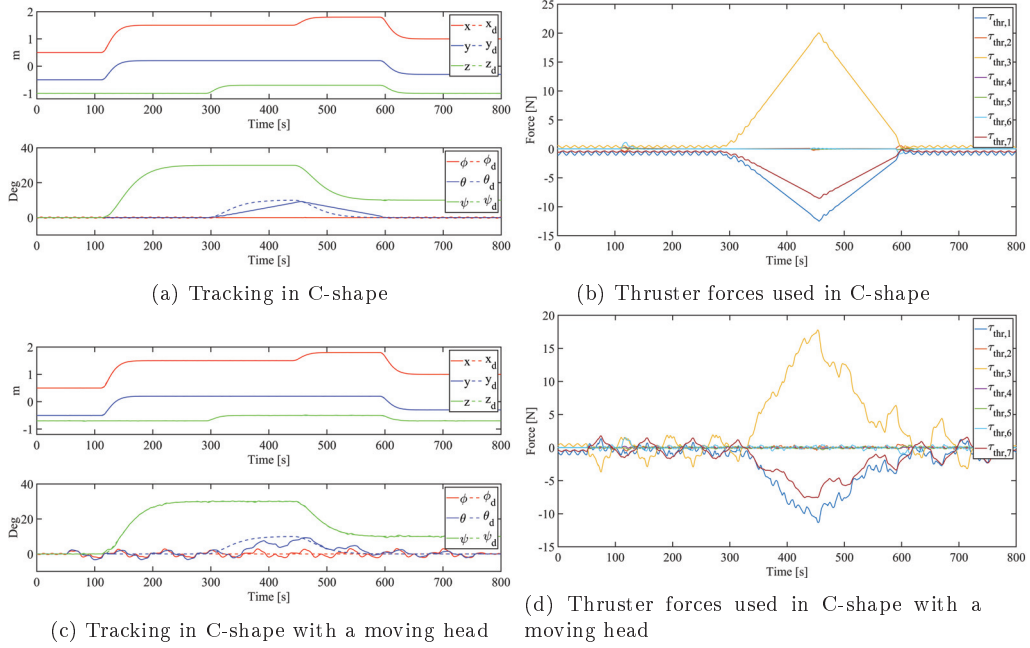 2
1
0
-1
m
0 100 200 300 400 500 600 700 800
Time [s]
x x_d
y y_d
z z_d
40
20
0
Deg
0 100 200 300 400 500 600 700 800
Time [s]
ϕ ϕ_d
θ θ_d
ψ ψ_d
(a) Tracking in C-shape
25
20
15
10
5
0
-5
-10
-15
Force [N]
0 100 200 300 400 500 600 700 800
Time [s]
τ_thr,1
τ_thr,2
τ_thr,3
τ_thr,4
τ_thr,5
τ_thr,6
τ_thr,7
(b) Thruster forces used in C-shape
2
1
0
-1
m
0 100 200 300 400 500 600 700 800
Time [s]
x x_d
y y_d
z z_d
40
20
0
Deg
0 100 200 300 400 500 600 700 800
Time [s]
ϕ ϕ_d
θ θ_d
ψ ψ_d
(c) Tracking in C-shape with a moving head
20
15
10
5
0
-5
-10
-15
Force [N]
0 100 200 300 400 500 600 700 800
Time [s]
τ_thr,1
τ_thr,2
τ_thr,3
τ_thr,4
τ_thr,5
τ_thr,6
τ_thr,7
(d) Thruster forces used in C-shape with a
moving head